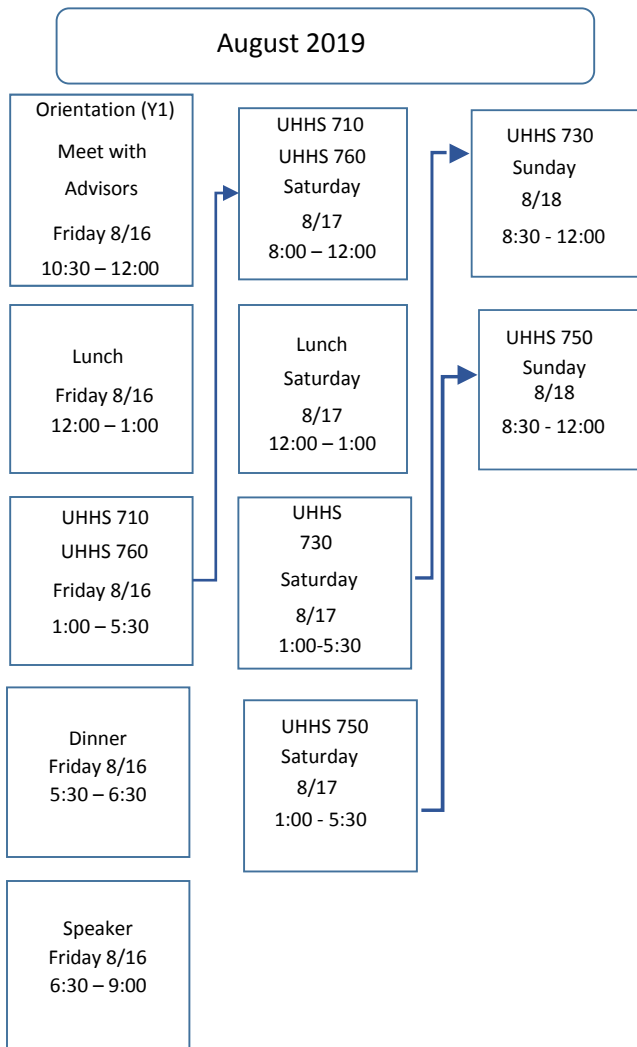 August 2019
Orientation (Y1)
Meet with
Advisors
Friday 8/16
10:30 – 12:00
Lunch
Friday 8/16
12:00 – 1:00
UHHS 710
UHHS 760
Friday 8/16
1:00 – 5:30
Dinner
Friday 8/16
5:30 – 6:30
Speaker
Friday 8/16
6:30 – 9:00
UHHS 710
UHHS 760
Saturday
8/17
8:00 – 12:00
Lunch
Saturday
8/17
12:00 – 1:00
UHHS
730
Saturday
8/17
1:00-5:30
UHHS 750
Saturday
8/17
1:00 - 5:30
UHHS 730
Sunday
8/18
8:30 - 12:00
UHHS 750
Sunday
8/18
8:30 - 12:00